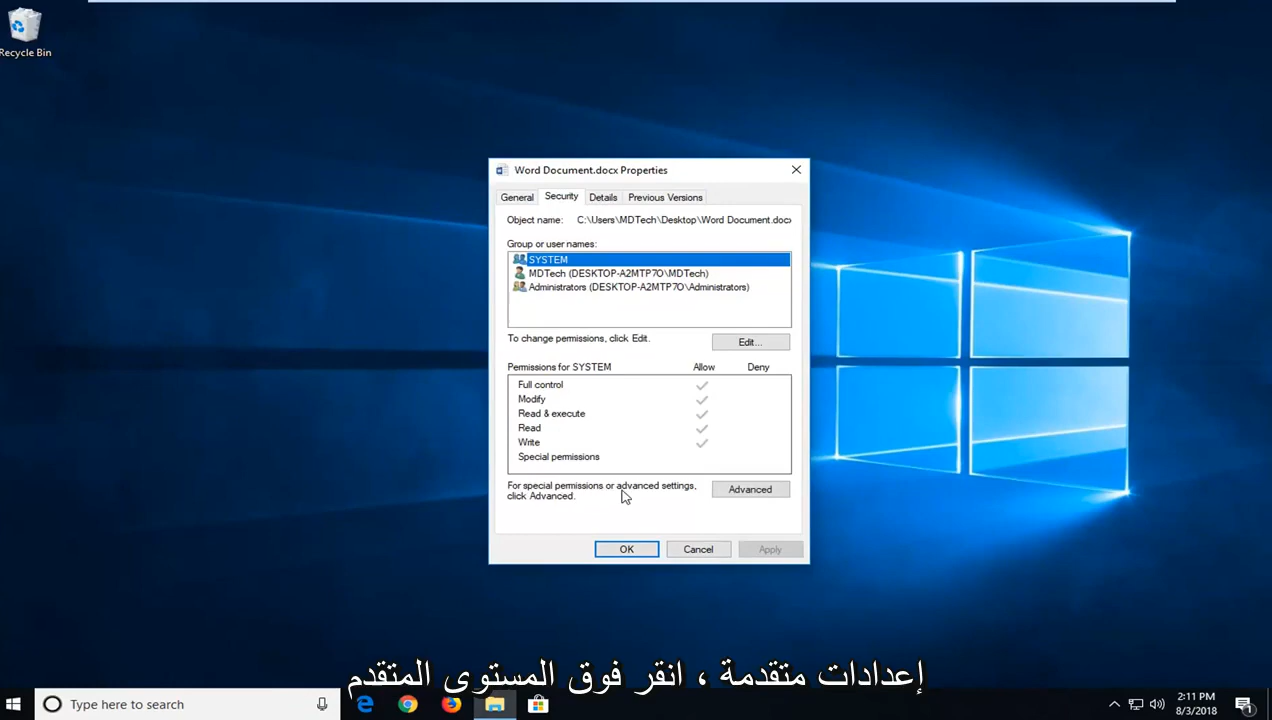 Recycle Bin
Word Document.docx Properties
General Security Details Previous Versions
Object name: C:\Users\MDTech\Desktop\Word Document.docx
Group or user names:
SYSTEM
MDTech (DESKTOP-A2MTP7O\MDTech)
Administrators (DESKTOP-A2MTP7O\Administrators)
To change permissions, click Edit.
Edit...
Permissions for SYSTEM Allow Deny
Full control
Modify
Read & execute
Read
Write
Special permissions
For special permissions or advanced settings,
click Advanced.
Advanced
OK Cancel Apply
إعدادات متقدمة ، انقر فوق المستوى المتقدم
Type here to search
2:11 PM
8/3/2018
1